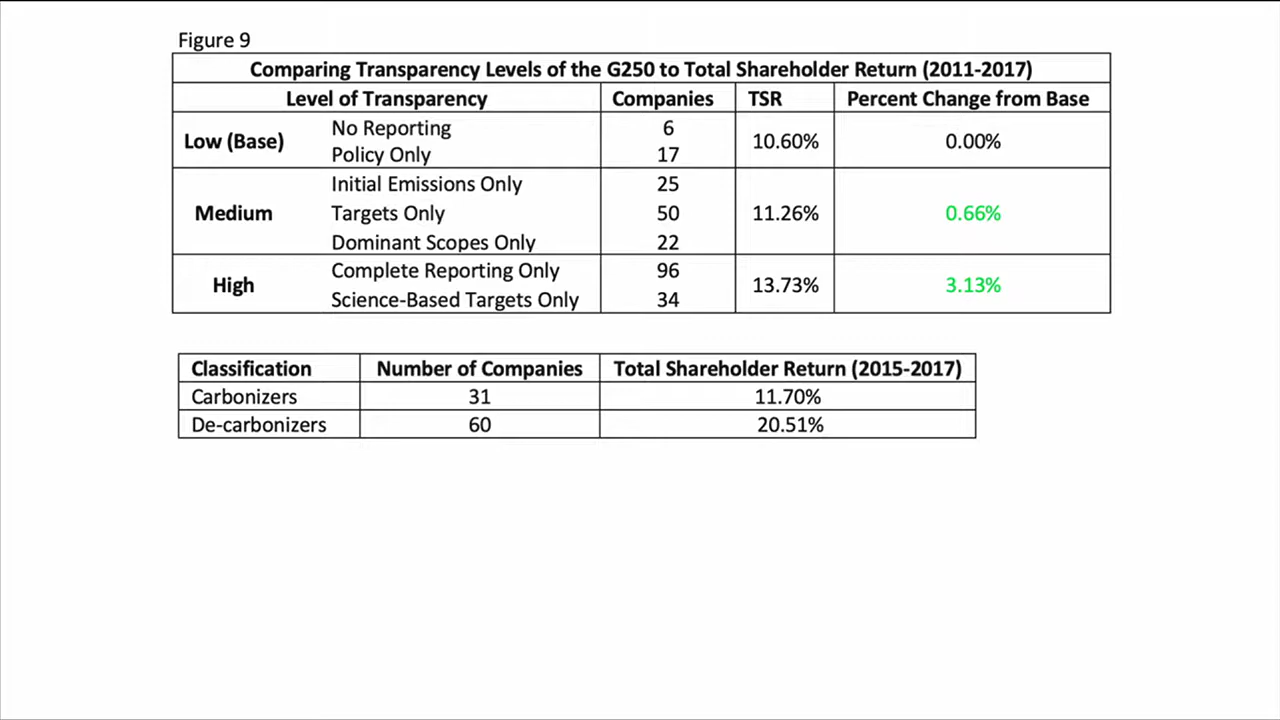 Figure 9
Comparing Transparency Levels of the G250 to Total Shareholder Return (2011-2017)
Level of Transparency Companies TSR Percent Change from Base
Low (Base) No Reporting 6 10.60% 0.00%
Policy Only 17
Initial Emissions Only 25
Medium Targets Only 50 11.26% 0.66%
Dominant Scopes Only 22
High Complete Reporting Only 96 13.73% 3.13%
Science-Based Targets Only 34
Classification Number of Companies Total Shareholder Return (2015-2017)
Carbonizers 31 11.70%
De-carbonizers 60 20.51%